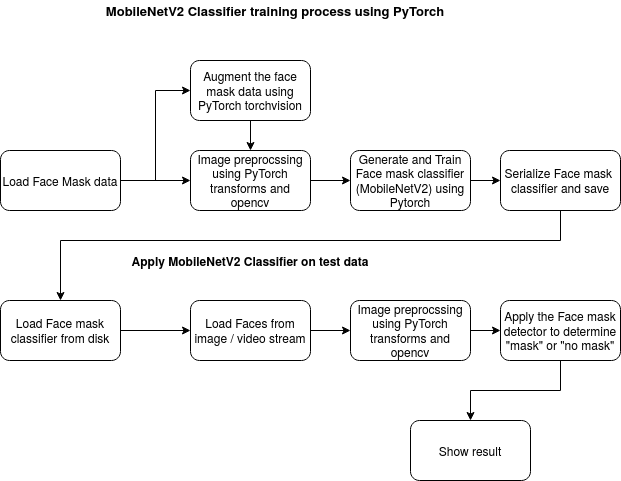 MobileNetV2 Classifier training process using PyTorch
Augment the face
mask data using
PyTorch torchvision
Load Face Mask data
Image preprocssing
using PyTorch
transforms and
opencv
Generate and Train
Face mask classifier
(MobileNetV2) using
Pytorch
Serialize Face mask
classifier and save
Apply MobileNetV2 Classifier on test data
Load Face mask
classifier from disk
Load Faces from
image / video stream
Image preprocssing
using PyTorch
transforms and
opencv
Apply the Face mask
detector to determine
"mask" or "no mask"
Show result